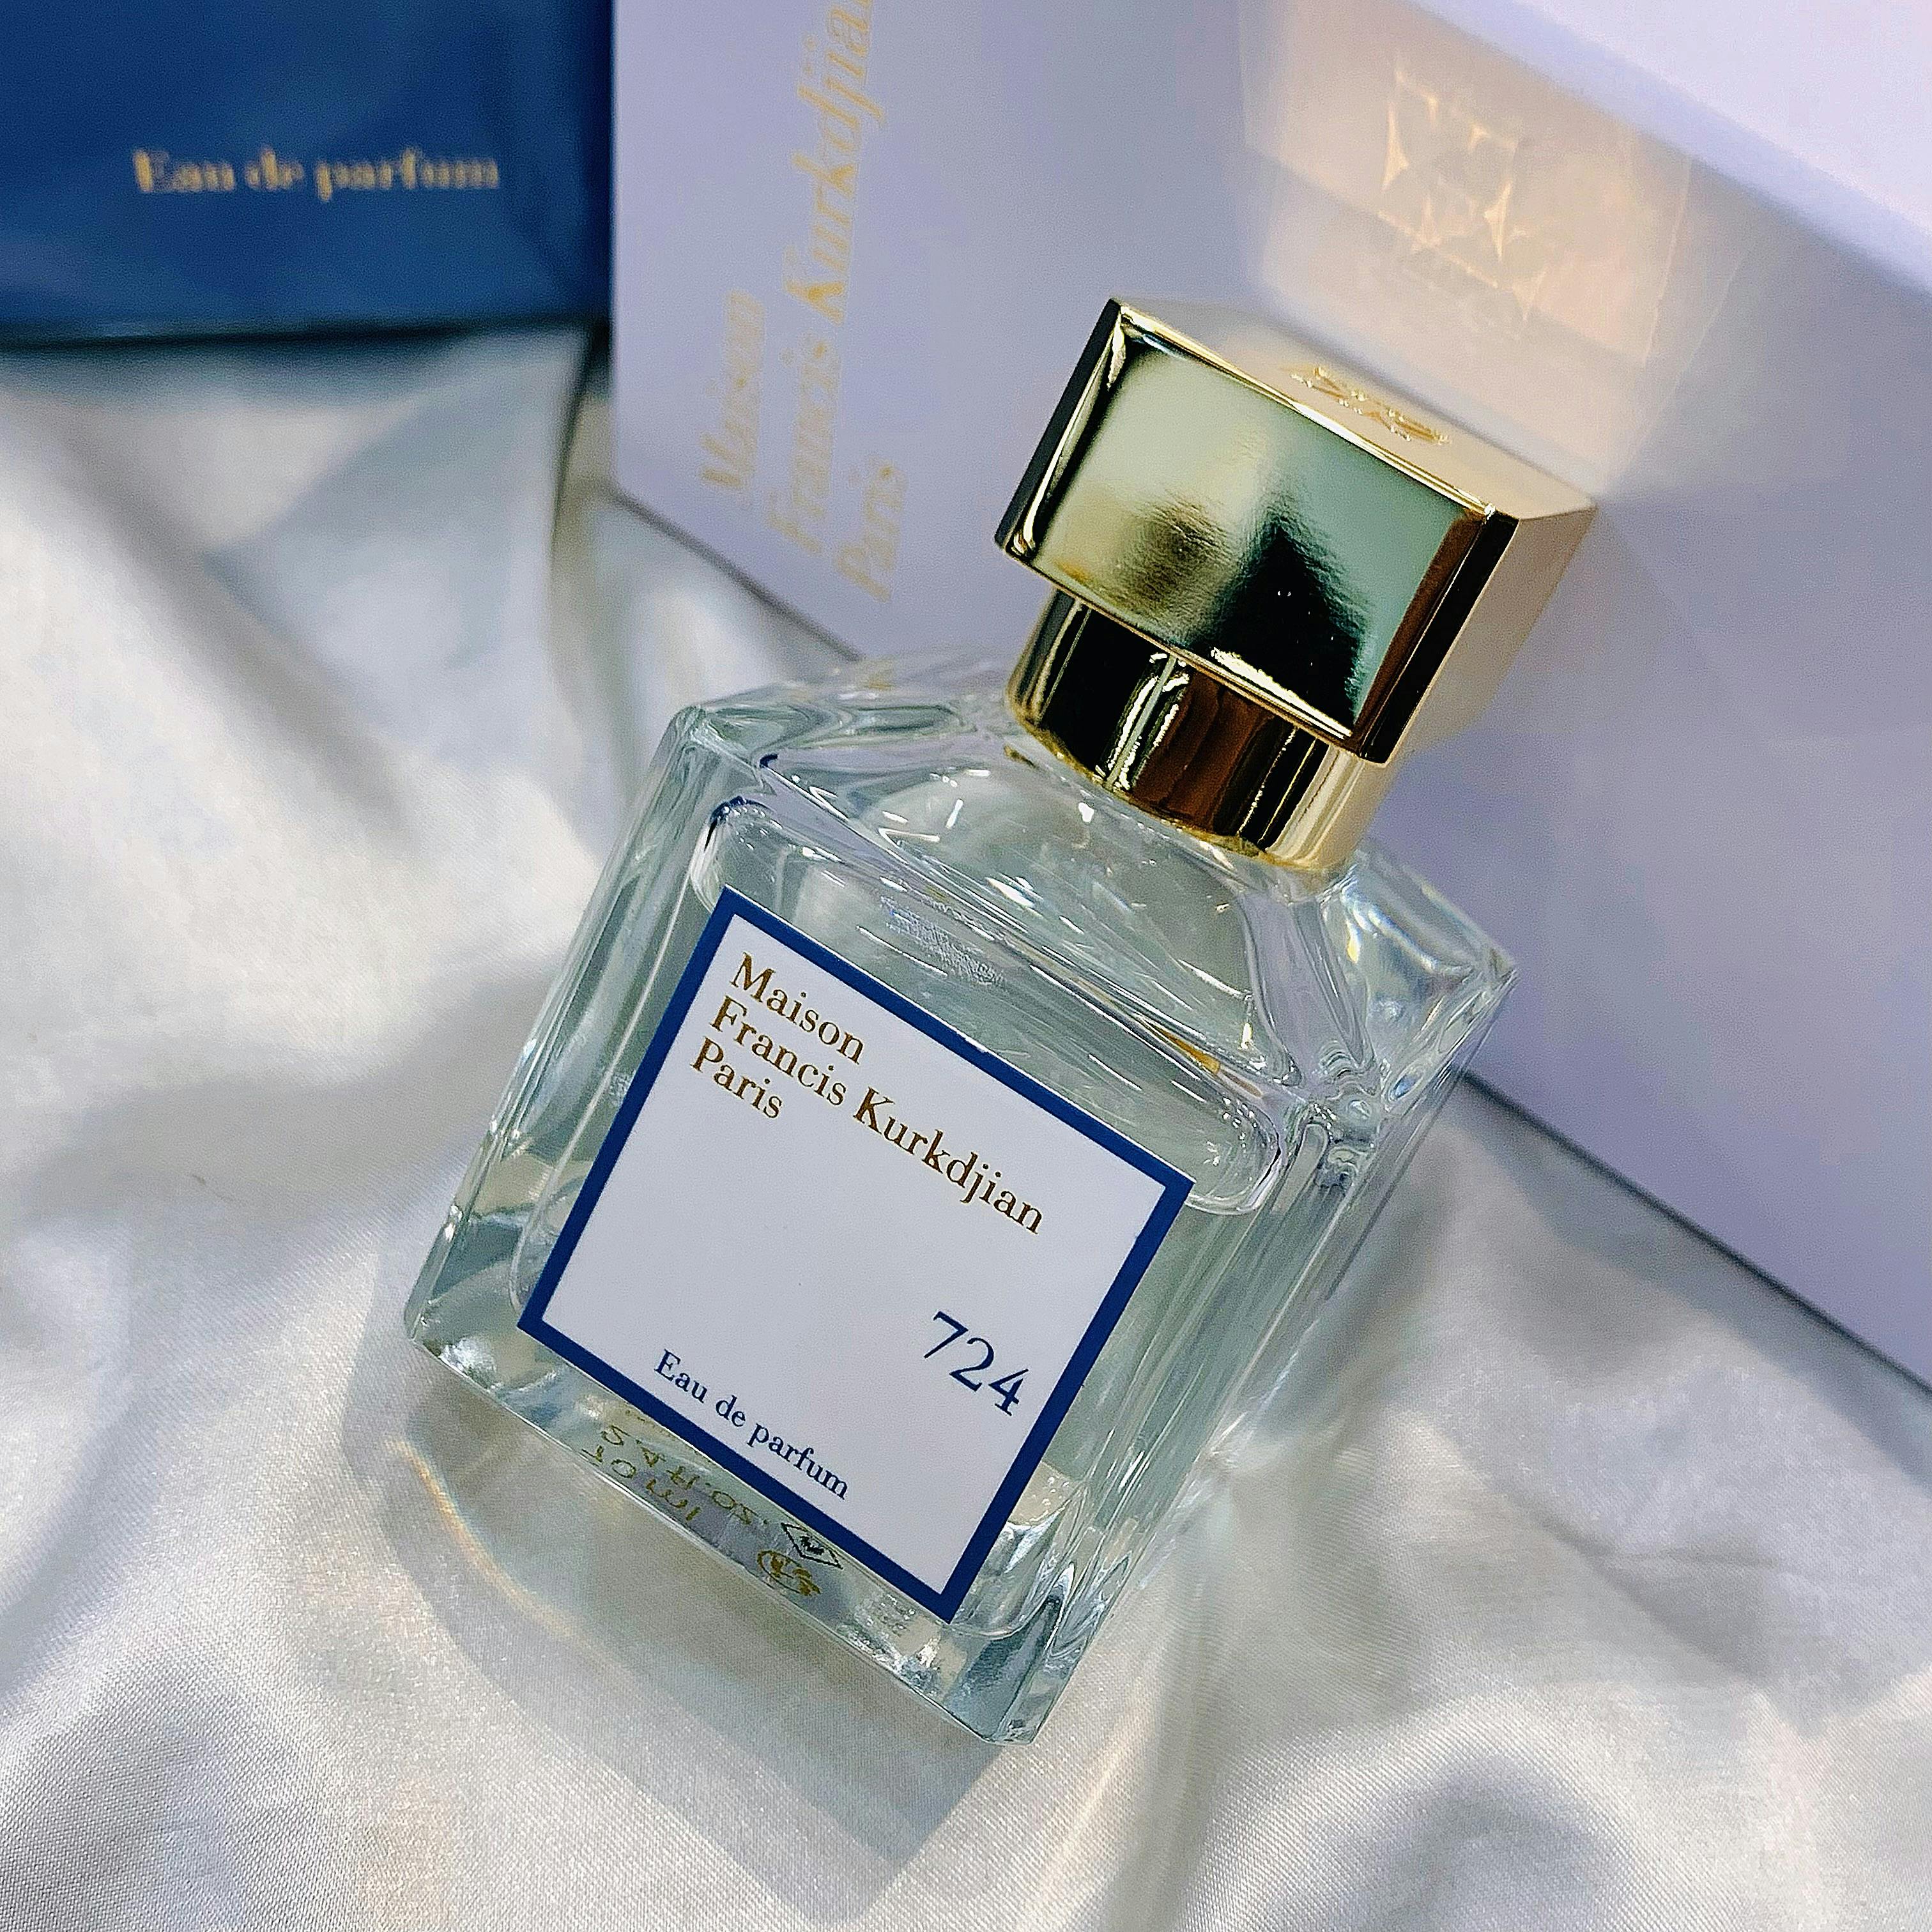 Eau de parfum
Maison
Francis Kurkdjian
Paris
Maison
Francis Kurkdjian
Paris
724
Eau de parfum